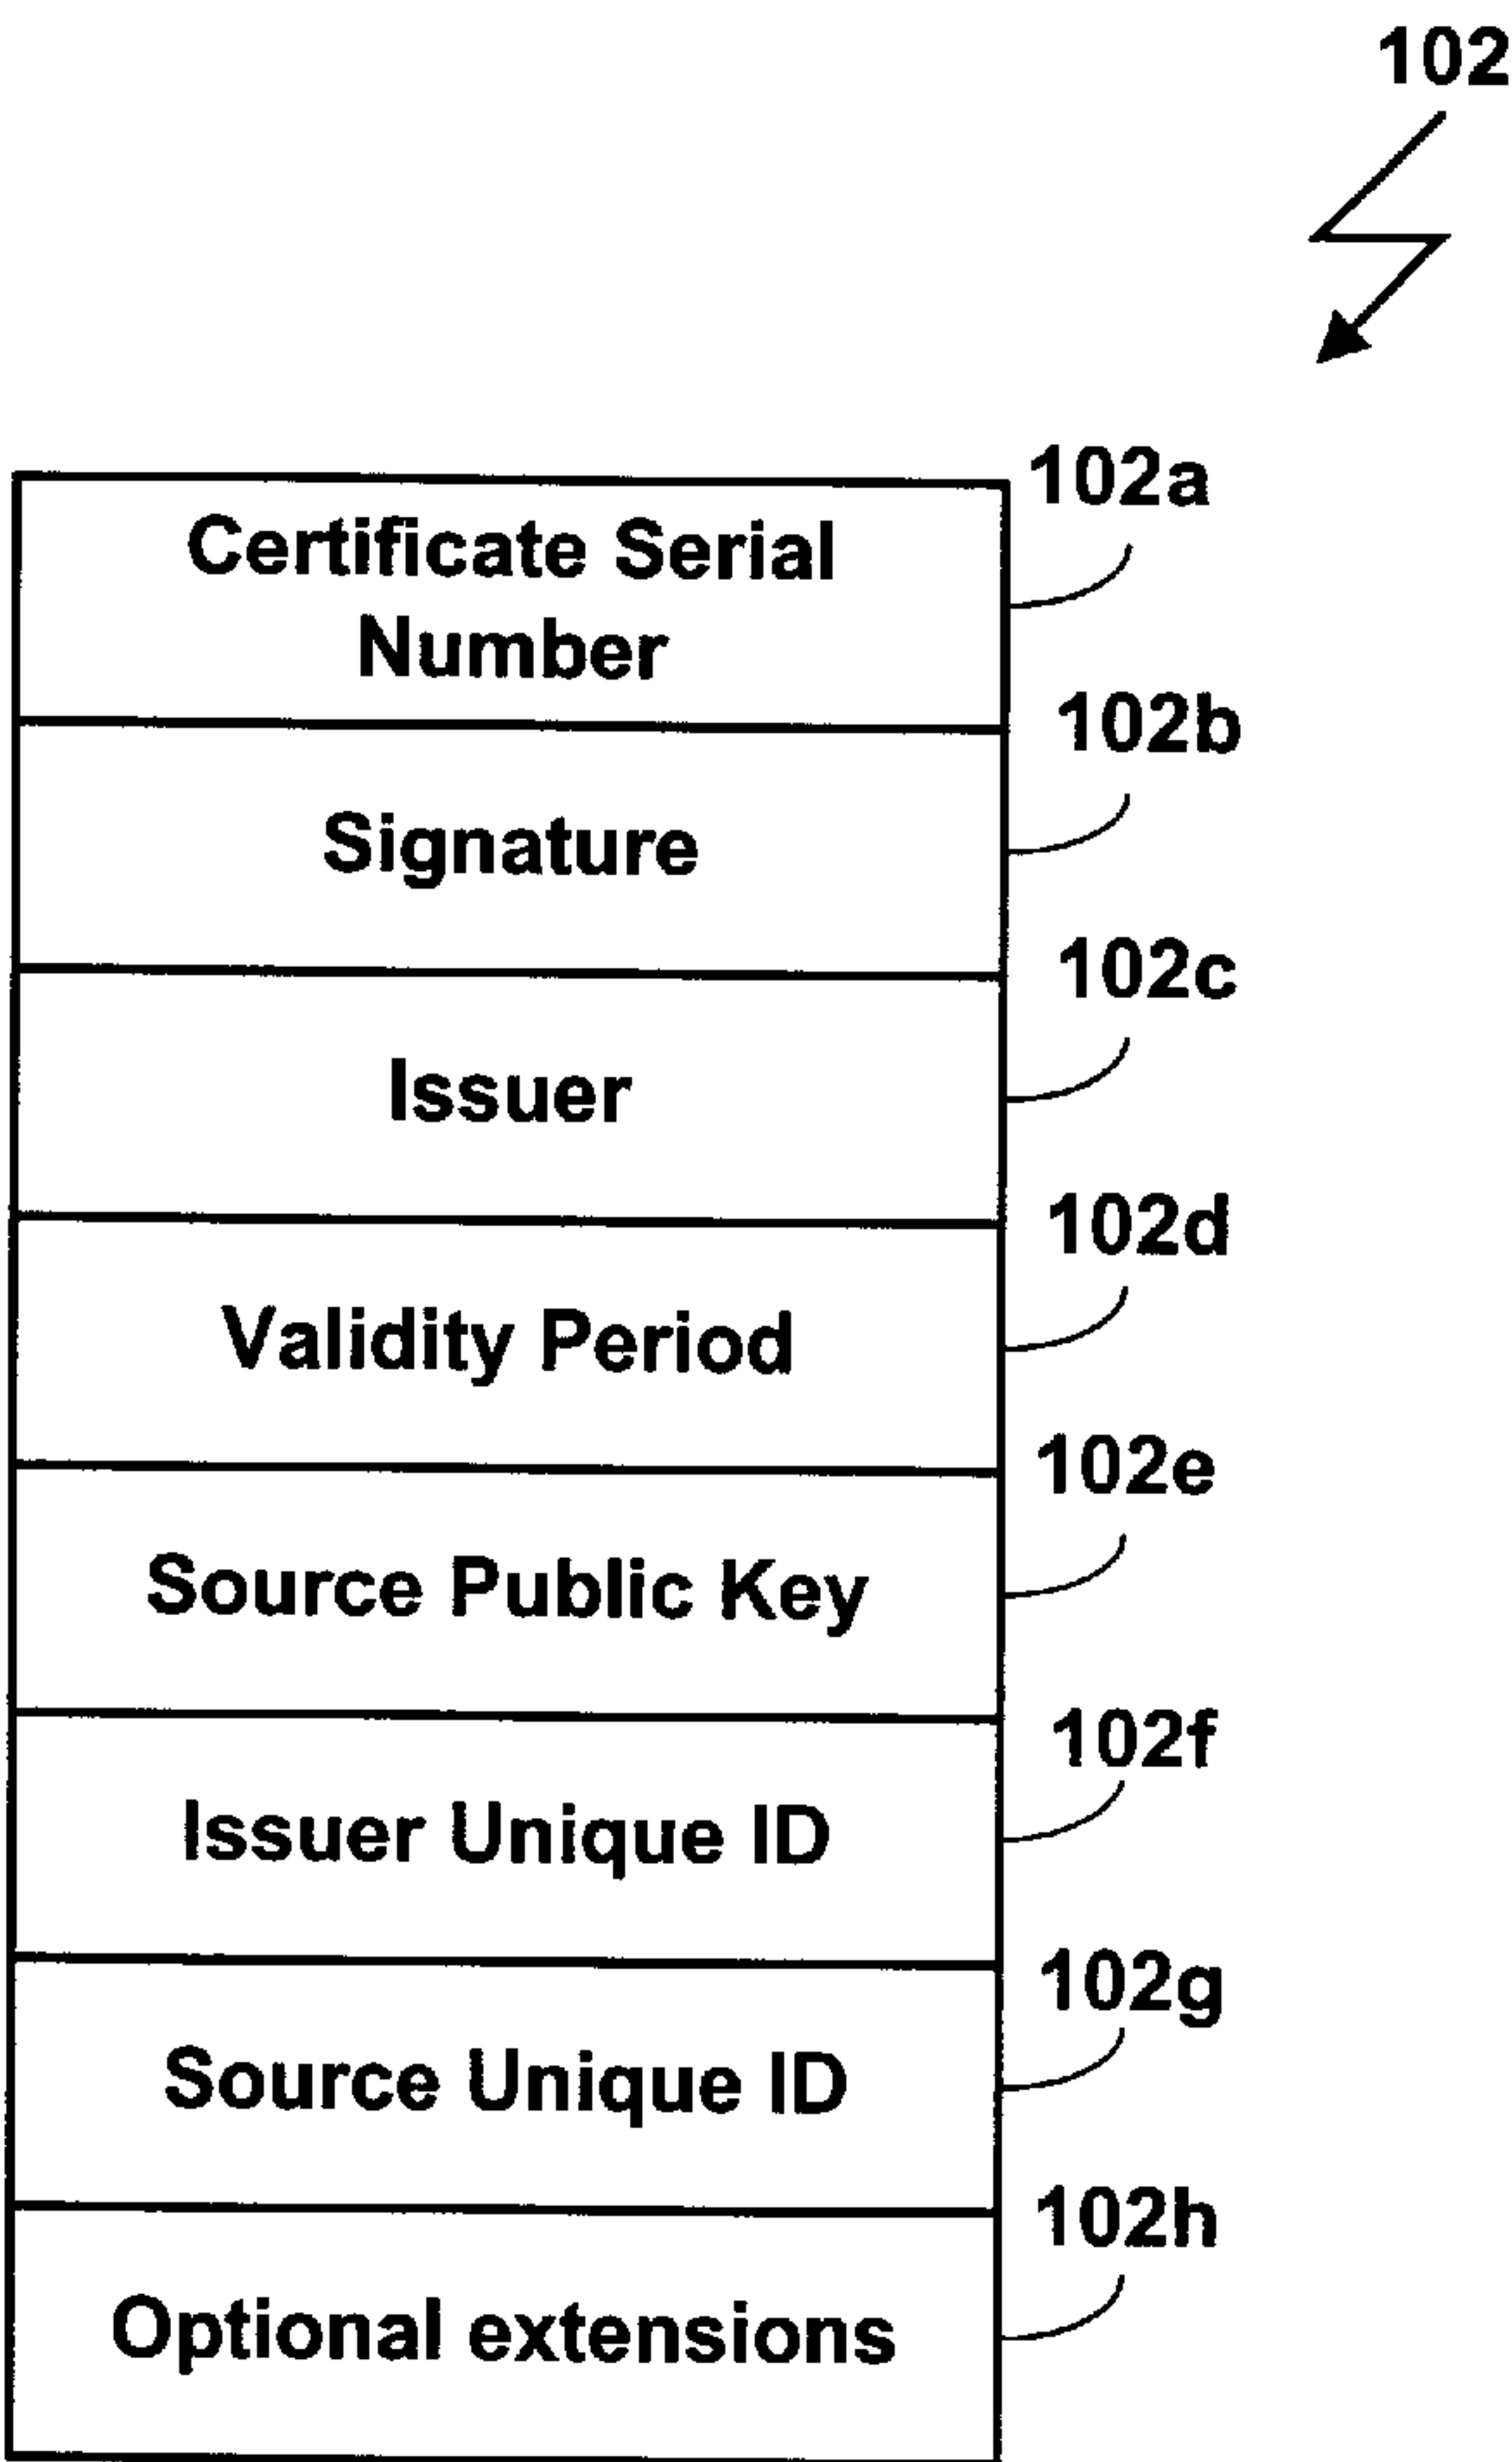 102
102a
Certificate Serial
Number
102b
Signature
102c
Issuer
102d
Validity Period
102e
Source Public Key
102f
Issuer Unique ID
102g
Source Unique ID
102h
Optional extensions